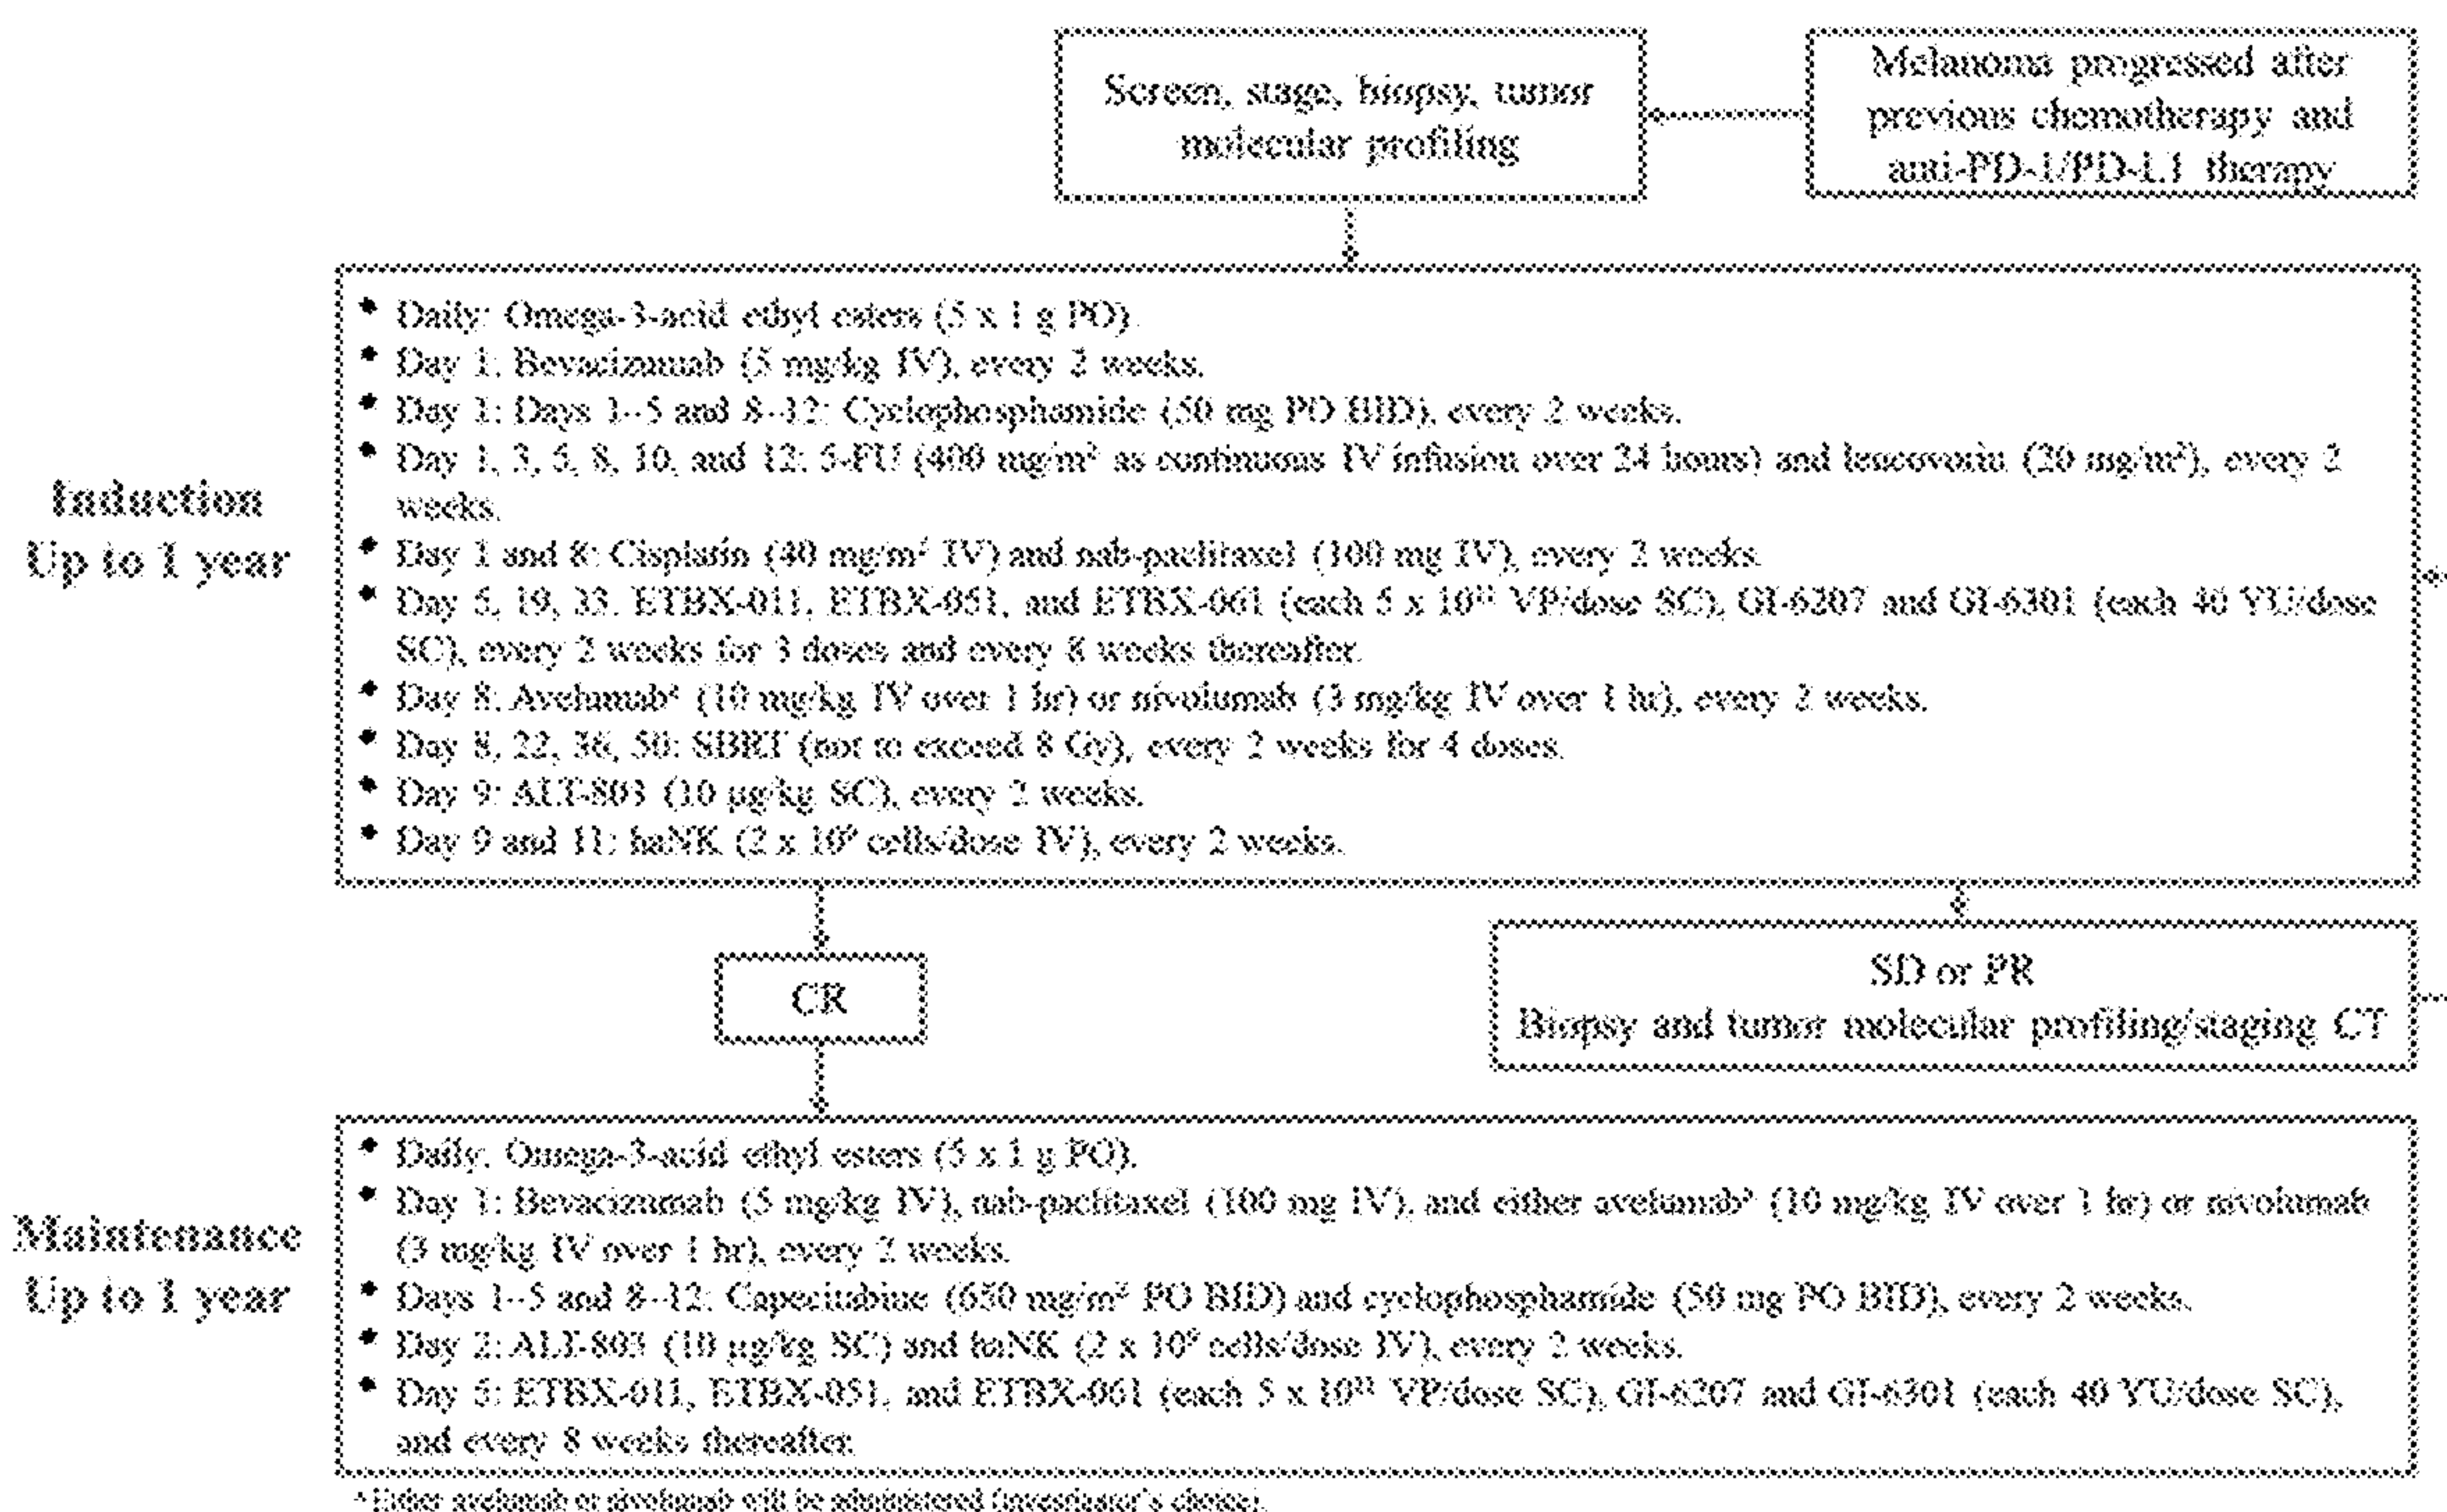 Screen, stage, biopsy, tumor
molecular profiling
Melanoma progressed after
previous chemotherapy and
anti-PD-1/PD-L1 therapy
Induction
Up to 1 year
• Daily: Omega-3-acid ethyl esters (5 x 1 g PO).
• Day 1: Bevacizumab (5 mg/kg IV), every 2 weeks.
• Day 1: Days 1-5 and 8-12: Cyclophosphamide (50 mg PO BID), every 2 weeks.
• Day 1, 3, 5, 8, 10, and 12: 5-FU (400 mg/m² as continuous IV infusion over 24 hours) and leucovorin (20 mg/m²), every 2
weeks.
• Day 1 and 8: Cisplatin (40 mg/m² IV) and nab-paclitaxel (100 mg IV), every 2 weeks.
• Day 5, 19, 33: ETBX-011, ETBX-051, and ETBX-061 (each 5 x 10¹¹ VP/dose SC), GI-6207 and GI-6301 (each 40 YU/dose
SC), every 2 weeks for 3 doses and every 8 weeks thereafter.
• Day 8: Avelumabᵃ (10 mg/kg IV over 1 hr) or nivolumab (3 mg/kg IV over 1 hr), every 2 weeks.
• Day 8, 22, 36, 50: SBRT (not to exceed 8 Gy), every 2 weeks for 4 doses.
• Day 9: ALT-803 (10 µg/kg SC), every 2 weeks.
• Day 9 and 11: haNK (2 x 10⁹ cells/dose IV), every 2 weeks.
CR
SD or PR
Biopsy and tumor molecular profiling/staging CT
Maintenance
Up to 1 year
• Daily: Omega-3-acid ethyl esters (5 x 1 g PO).
• Day 1: Bevacizumab (5 mg/kg IV), nab-paclitaxel (100 mg IV), and either avelumabᵃ (10 mg/kg IV over 1 hr) or nivolumab
(3 mg/kg IV over 1 hr), every 2 weeks.
• Days 1-5 and 8-12: Capecitabine (650 mg/m² PO BID) and cyclophosphamide (50 mg PO BID), every 2 weeks.
• Day 2: ALT-803 (10 µg/kg SC) and haNK (2 x 10⁹ cells/dose IV), every 2 weeks.
• Day 5: ETBX-011, ETBX-051, and ETBX-061 (each 5 x 10¹¹ VP/dose SC), GI-6207 and GI-6301 (each 40 YU/dose SC),
and every 8 weeks thereafter.
ᵃ Either avelumab or nivolumab will be administered (investigator's choice).